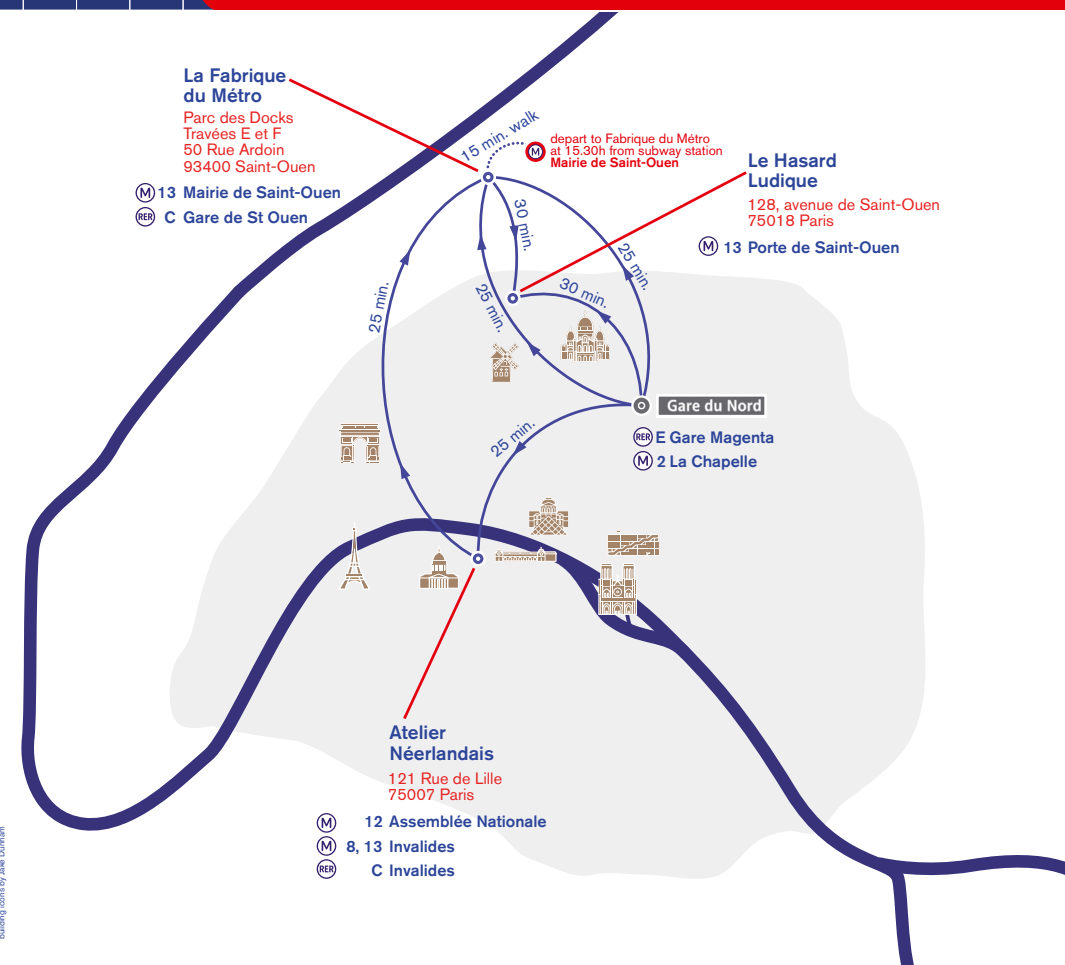 La Fabrique
du Métro
Parc des Docks
Travées E et F
50 Rue Ardoin
93400 Saint-Ouen
M 13 Mairie de Saint-Ouen
RER C Gare de St Ouen
15 min. walk
M
depart to Fabrique du Métro
at 15.30h from subway station
Mairie de Saint-Ouen
Le Hasard
Ludique
128, avenue de Saint-Ouen
75018 Paris
M 13 Porte de Saint-Ouen
30 min.
25 min.
25 min.
25 min.
30 min.
Gare du Nord
RER E Gare Magenta
M 2 La Chapelle
25 min.
Atelier
Néerlandais
121 Rue de Lille
75007 Paris
M 12 Assemblée Nationale
M 8, 13 Invalides
RER C Invalides
building icons by Jake Dunham